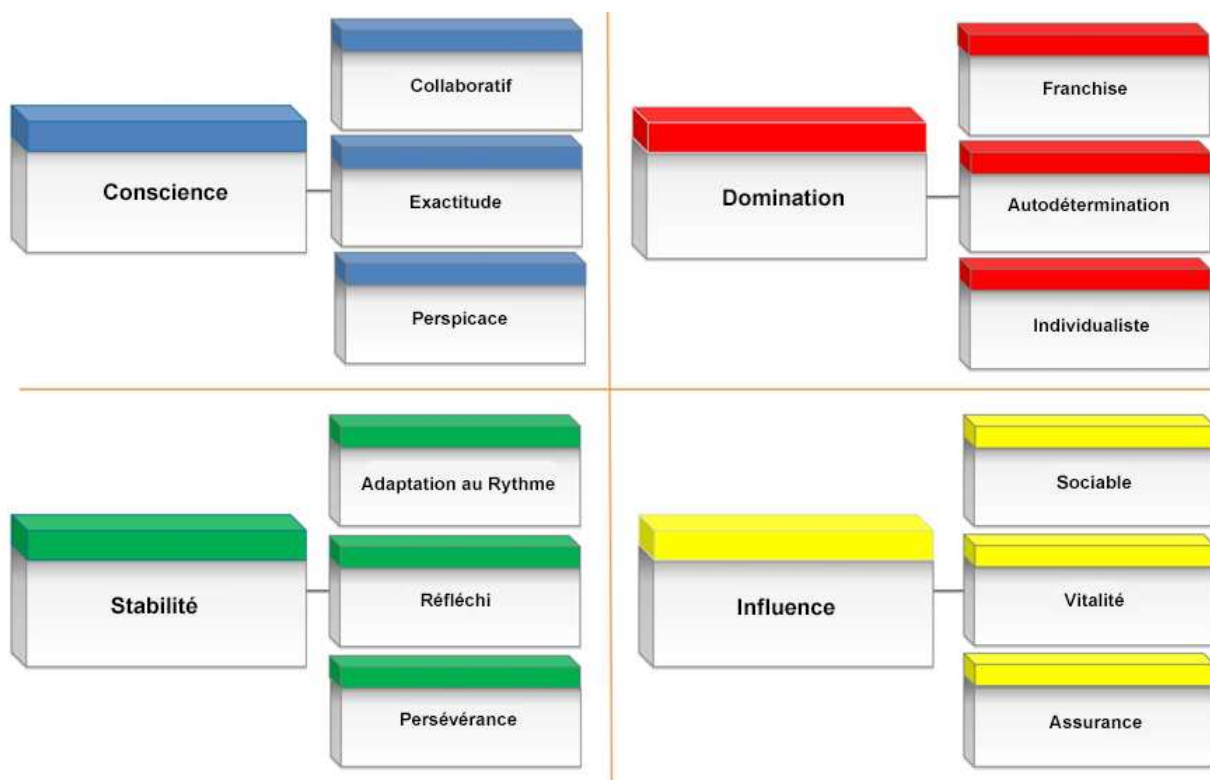 Conscience
Collaboratif
Exactitude
Perspicace
Domination
Franchise
Autodétermination
Individualiste
Stabilité
Adaptation au Rythme
Réfléchi
Persévérance
Influence
Sociable
Vitalité
Assurance